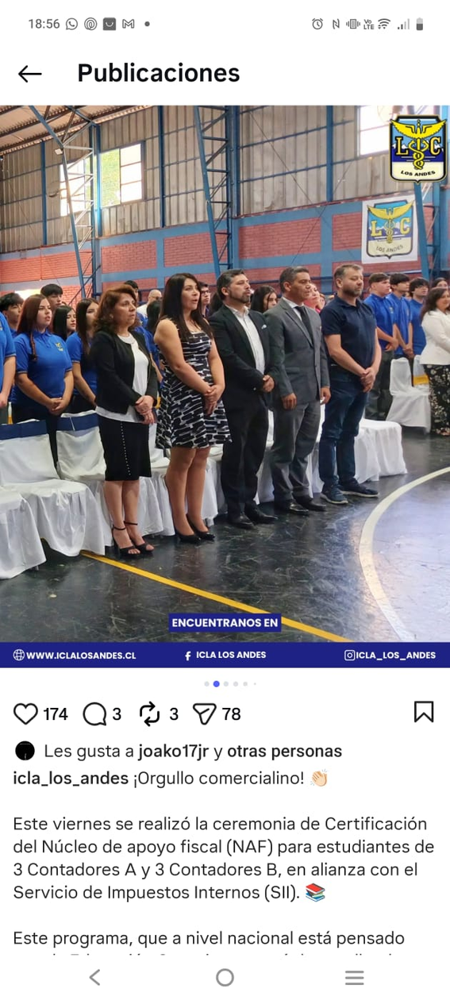 18:56
VO
LTE
Publicaciones
L C
LOS ANDES
L C
LOS ANDES
ENCUENTRANOS EN
WWW.ICLALOSANDES.CL
ICLA LOS ANDES
ICLA_LOS_ANDES
174 3 3 78
Les gusta a joako17jr y otras personas
icla_los_andes ¡Orgullo comercialino! 👏🏻
Este viernes se realizó la ceremonia de Certificación
del Núcleo de apoyo fiscal (NAF) para estudiantes de
3 Contadores A y 3 Contadores B, en alianza con el
Servicio de Impuestos Internos (SII). 📚
Este programa, que a nivel nacional está pensado